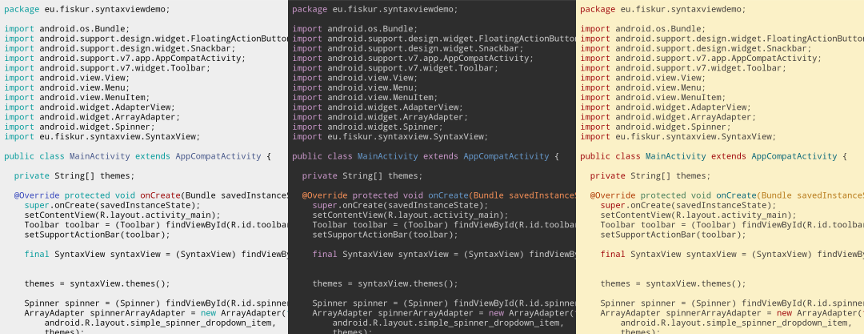 package eu.fiskur.syntaxviewdemo;
import android.os.Bundle;
import android.support.design.widget.FloatingActionButton
import android.support.design.widget.Snackbar;
import android.support.v7.app.AppCompatActivity;
import android.support.v7.widget.Toolbar;
import android.view.View;
import android.view.Menu;
import android.view.MenuItem;
import android.widget.AdapterView;
import android.widget.ArrayAdapter;
import android.widget.Spinner;
import eu.fiskur.syntaxview.SyntaxView;
public class MainActivity extends AppCompatActivity {
private String[] themes;
@Override protected void onCreate(Bundle savedInstanceS
super.onCreate(savedInstanceState);
setContentView(R.layout.activity_main);
Toolbar toolbar = (Toolbar) findViewById(R.id.toolbar
setSupportActionBar(toolbar);
final SyntaxView syntaxView = (SyntaxView) findViewBy
themes = syntaxView.themes();
Spinner spinner = (Spinner) findViewById(R.id.spinner
ArrayAdapter spinnerArrayAdapter = new ArrayAdapter(
android.R.layout.simple_spinner_dropdown_item,
themes);
package eu.fiskur.syntaxviewdemo;
import android.os.Bundle;
import android.support.design.widget.FloatingActionButton
import android.support.design.widget.Snackbar;
import android.support.v7.app.AppCompatActivity;
import android.support.v7.widget.Toolbar;
import android.view.View;
import android.view.Menu;
import android.view.MenuItem;
import android.widget.AdapterView;
import android.widget.ArrayAdapter;
import android.widget.Spinner;
import eu.fiskur.syntaxview.SyntaxView;
public class MainActivity extends AppCompatActivity {
private String[] themes;
@Override protected void onCreate(Bundle savedInstanceS
super.onCreate(savedInstanceState);
setContentView(R.layout.activity_main);
Toolbar toolbar = (Toolbar) findViewById(R.id.toolbar
setSupportActionBar(toolbar);
final SyntaxView syntaxView = (SyntaxView) findViewBy
themes = syntaxView.themes();
Spinner spinner = (Spinner) findViewById(R.id.spinner
ArrayAdapter spinnerArrayAdapter = new ArrayAdapter(
android.R.layout.simple_spinner_dropdown_item,
themes);
package eu.fiskur.syntaxviewdemo;
import android.os.Bundle;
import android.support.design.widget.FloatingActionButton
import android.support.design.widget.Snackbar;
import android.support.v7.app.AppCompatActivity;
import android.support.v7.widget.Toolbar;
import android.view.View;
import android.view.Menu;
import android.view.MenuItem;
import android.widget.AdapterView;
import android.widget.ArrayAdapter;
import android.widget.Spinner;
import eu.fiskur.syntaxview.SyntaxView;
public class MainActivity extends AppCompatActivity {
private String[] themes;
@Override protected void onCreate(Bundle savedInstanceS
super.onCreate(savedInstanceState);
setContentView(R.layout.activity_main);
Toolbar toolbar = (Toolbar) findViewById(R.id.toolbar
setSupportActionBar(toolbar);
final SyntaxView syntaxView = (SyntaxView) findViewBy
themes = syntaxView.themes();
Spinner spinner = (Spinner) findViewById(R.id.spinner
ArrayAdapter spinnerArrayAdapter = new ArrayAdapter(
android.R.layout.simple_spinner_dropdown_item,
themes);